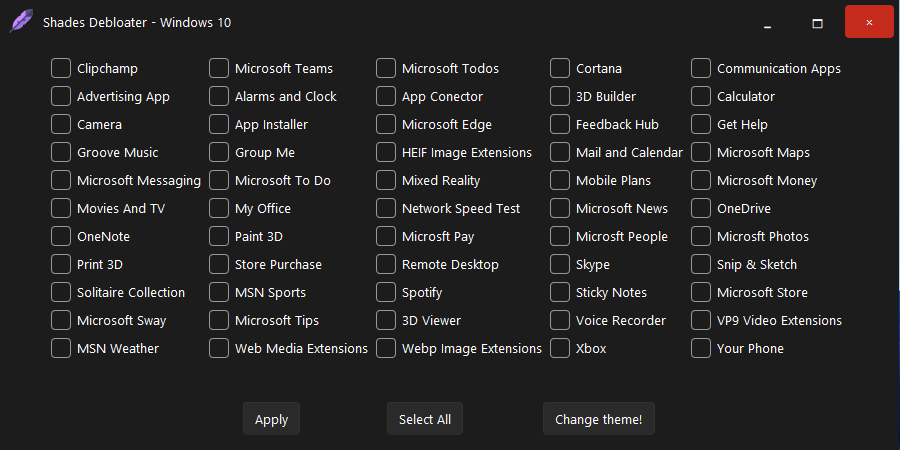 Shades Debloater - Windows 10
Clipchamp Microsoft Teams Microsoft Todos Cortana Communication Apps
Advertising App Alarms and Clock App Conector 3D Builder Calculator
Camera App Installer Microsoft Edge Feedback Hub Get Help
Groove Music Group Me HEIF Image Extensions Mail and Calendar Microsoft Maps
Microsoft Messaging Microsoft To Do Mixed Reality Mobile Plans Microsoft Money
Movies And TV My Office Network Speed Test Microsoft News OneDrive
OneNote Paint 3D Microsft Pay Microsft People Microsft Photos
Print 3D Store Purchase Remote Desktop Skype Snip & Sketch
Solitaire Collection MSN Sports Spotify Sticky Notes Microsoft Store
Microsoft Sway Microsoft Tips 3D Viewer Voice Recorder VP9 Video Extensions
MSN Weather Web Media Extensions Webp Image Extensions Xbox Your Phone
Apply Select All Change theme!